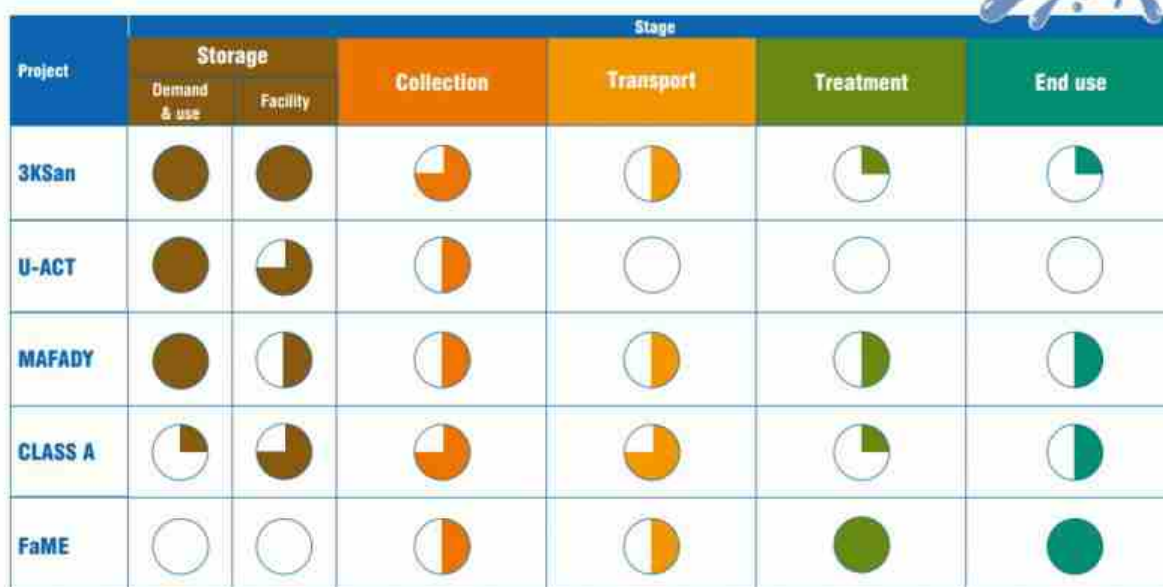 Stage
Project
Storage
Collection
Transport
Treatment
End use
Demand
& use
Facility
3KSan
U-ACT
MAFADY
CLASS A
FaME